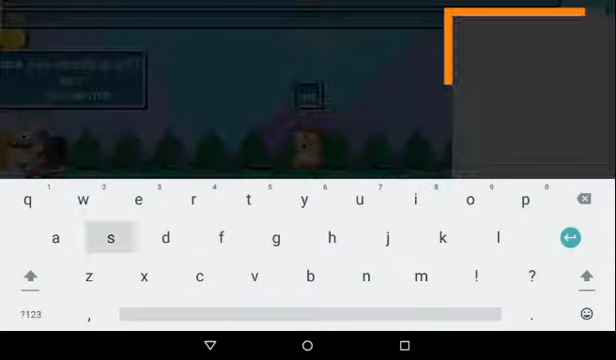 1 2 3 4 5 6 7 8 9 0
q w e r t y u i o p
a s d f g h j k l
z x c v b n m ! ?
?123 , .